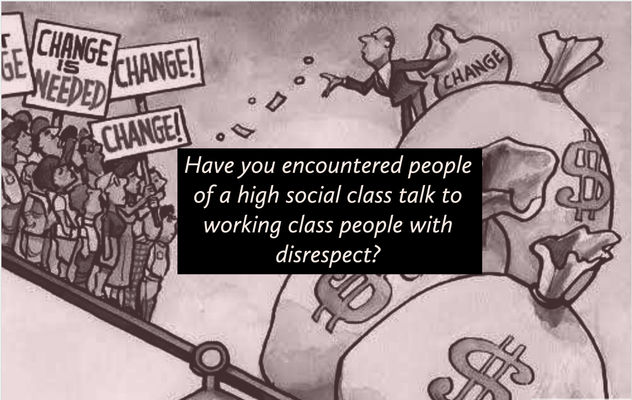 T
GE
CHANGE
IS
NEEDED
CHANGE!
CHANGE!
CHANGE
$
Have you encountered people
of a high social class talk to
working class people with
disrespect?
$
$